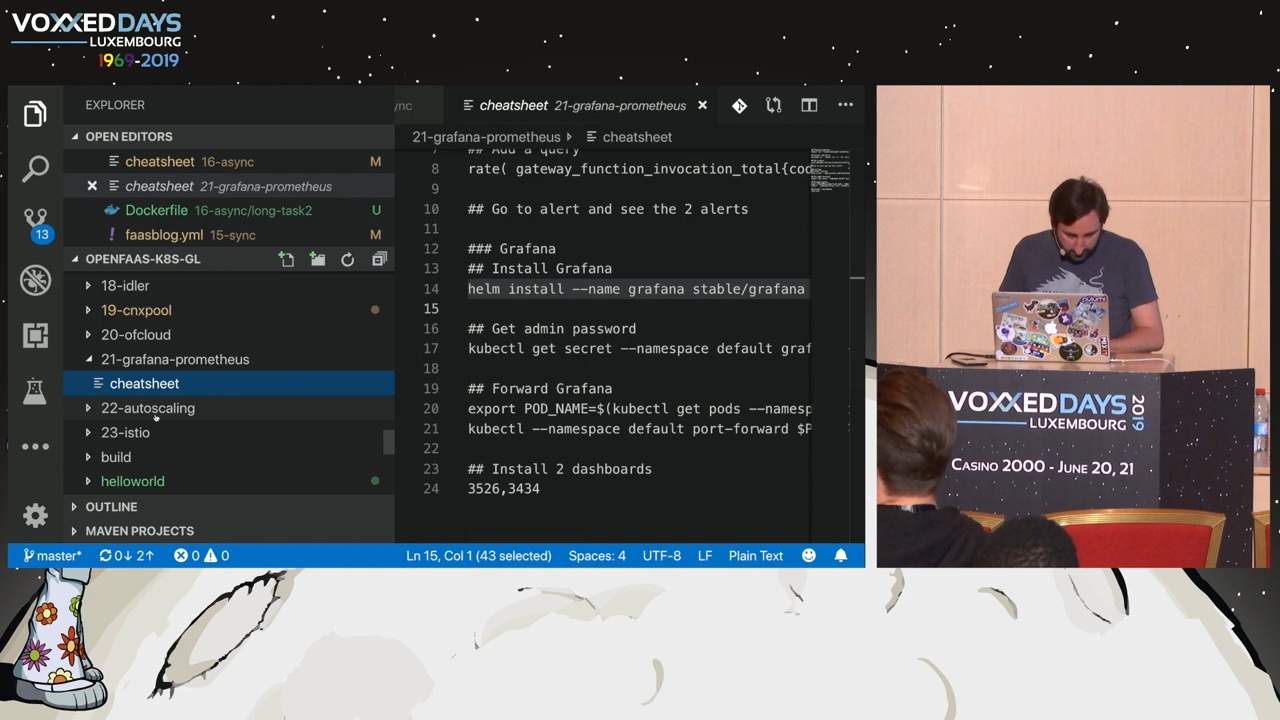 VOXXED DAYS
LUXEMBOURG
1969-2019
EXPLORER
OPEN EDITORS
cheatsheet 16-async M
cheatsheet 21-grafana-prometheus
Dockerfile 16-async/long-task2 U
faasblog.yml 15-sync M
13
OPENFAAS-K8S-GL
18-idler
19-cnxpool
20-ofcloud
21-grafana-prometheus
cheatsheet
22-autoscaling
23-istio
build
helloworld
OUTLINE
MAVEN PROJECTS
cheatsheet 21-grafana-prometheus
21-grafana-prometheus cheatsheet
7 ## Add a query
8 rate( gateway_function_invocation_total{cod
9
10 ## Go to alert and see the 2 alerts
11
12 ### Grafana
13 ## Install Grafana
14 helm install --name grafana stable/grafana
15
16 ## Get admin password
17 kubectl get secret --namespace default graf
18
19 ## Forward Grafana
20 export POD_NAME=$(kubectl get pods --namesp
21 kubectl --namespace default port-forward $P
22
23 ## Install 2 dashboards
24 3526,3434
master* 0↓ 2↑ 0 0 Ln 15, Col 1 (43 selected) Spaces: 4 UTF-8 LF Plain Text
VOXXED DAYS 2019
LUXEMBOURG
CASINO 2000 - JUNE 20, 21